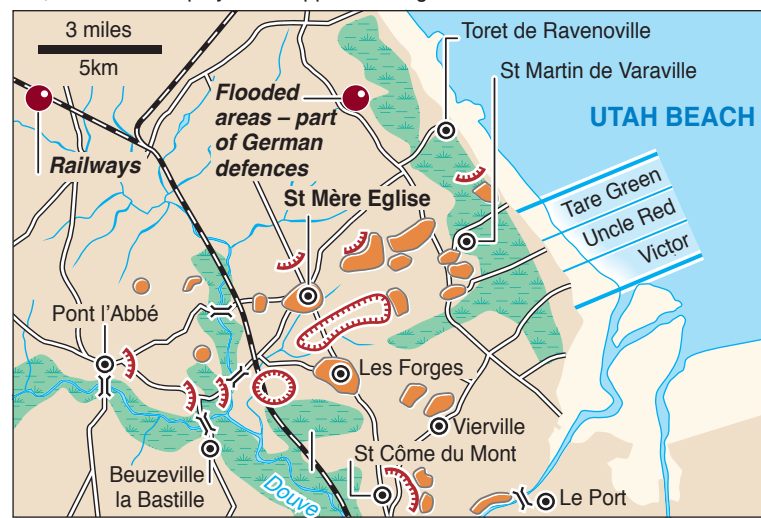 3 miles
5km
Toret de Ravenoville
St Martin de Varaville
Flooded
areas – part
of German
defences
UTAH BEACH
Railways
St Mère Eglise
Tare Green
Uncle Red
Victor
Pont l'Abbé
Les Forges
Vierville
St Côme du Mont
Beuzeville
la Bastille
Douve
Le Port